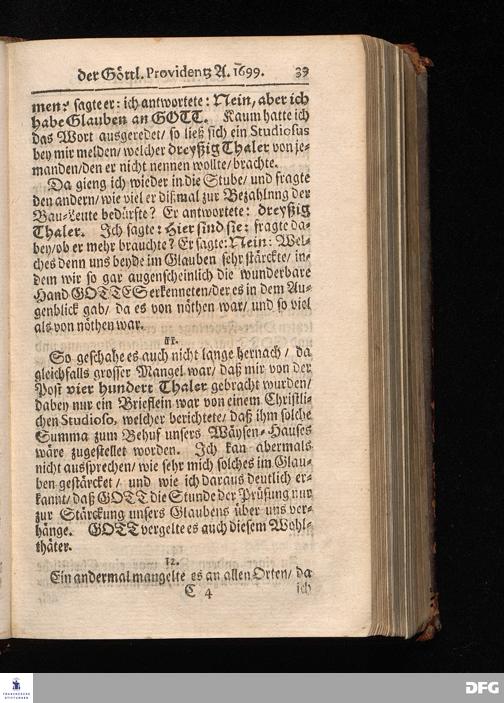 der Göttl. Providentz A. 1699. 39
men: sagte er: ich antwortete: Nein, aber ich
habe Glauben an GOTT. Kaum hatte ich
das Wort ausgeredet/ so ließ sich ein Studiosus
bey mir melden/ welcher dreyßig Thaler von je-
manden/ den er nicht nennen wollte/ brachte.
Da gieng ich wieder in die Stube/ und fragte
den andern/ wie viel er dißmal zur Bezahlung der
Bau-Leute bedürfte? Er antwortete: dreyßig
Thaler. Ich sagte: Hier sind sie: fragte da-
bey/ ob er mehr brauchte? Er sagte: Nein: Wel-
ches denn uns beyde im Glauben sehr stärckte/ in-
dem wir so gar augenscheinlich die wunderbare
Hand GOTTES erkenneten/ der es in dem Au-
genblick gab/ da es von nöthen war/ und so viel
als von nöthen war.
11.
So geschahe es auch nicht lange hernach/ da
gleichfalls grosser Mangel war/ daß mir von der
Post vier hundert Thaler gebracht wurden/
dabey nur ein Brieflein war von einem Christli-
chen Studioso, welcher berichtete/ daß ihm solche
Summa zum Behuf unsers Wäysen-Hauses
wäre zugestellet worden. Ich kan abermals
nicht aussprechen/ wie sehr mich solches im Glau-
ben gestärcket/ und wie ich daraus deutlich er-
kannt/ daß GOTT die Stunde der Prüfung nur
zur Stärckung unsers Glaubens über uns ver-
hänge. GOTT vergelte es auch diesem Wohl-
thäter.
12.
Ein andermal mangelte es an allen Orten/ da
C 4 ich
FRANCKESCHE
STIFTUNGEN
DFG